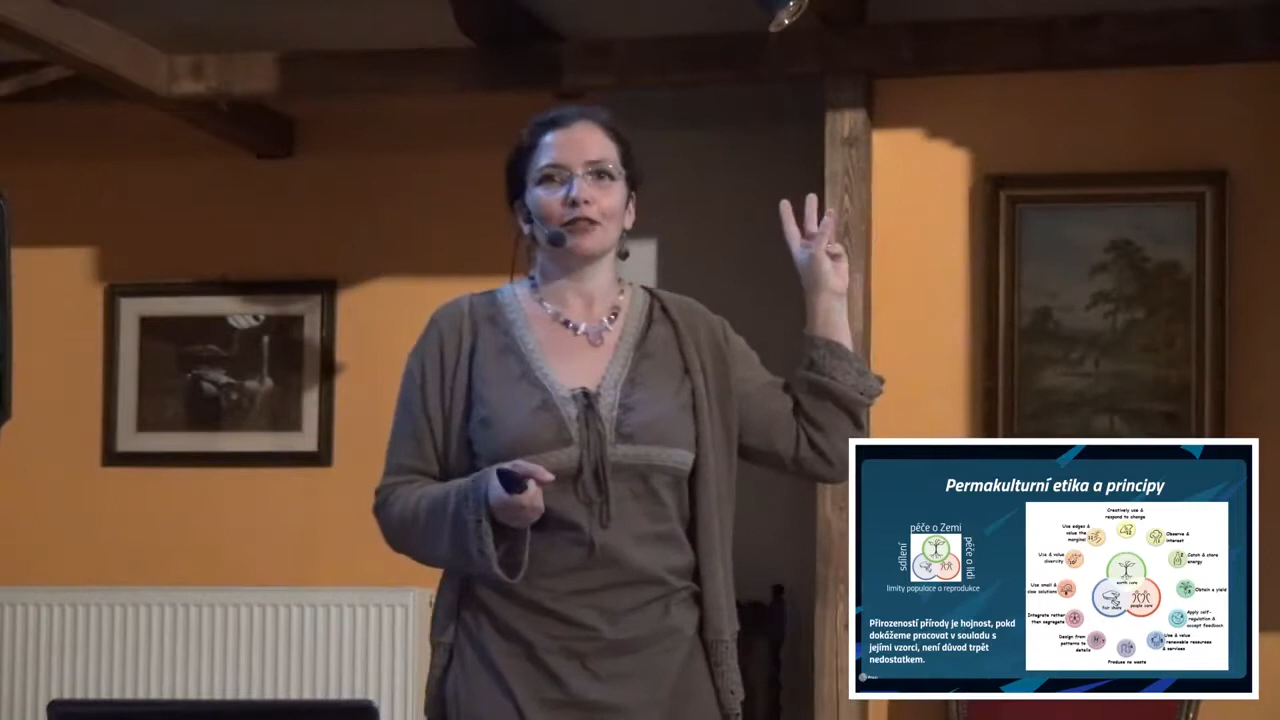 Permakulturní etika a principy
péče o Zemi
sdílení
péče o lidi
limity populace a reprodukce
Přirozeností přírody je hojnost, pokd
dokážeme pracovat v souladu s
jejími vzorci, není důvod trpět
nedostatkem.
Creatively use &
respond to change
Use edges &
value the
marginal
Observe &
interest
Use & value
diversity
Catch & store
energy
earth care
Use small &
slow solutions
Obtain a yield
fair share
people care
Integrate rather
than segregate
Apply self-
regulation &
accept feedback
Design from
patterns to
details
Use & value
renewable resources
& services
Produce no waste
Prezi